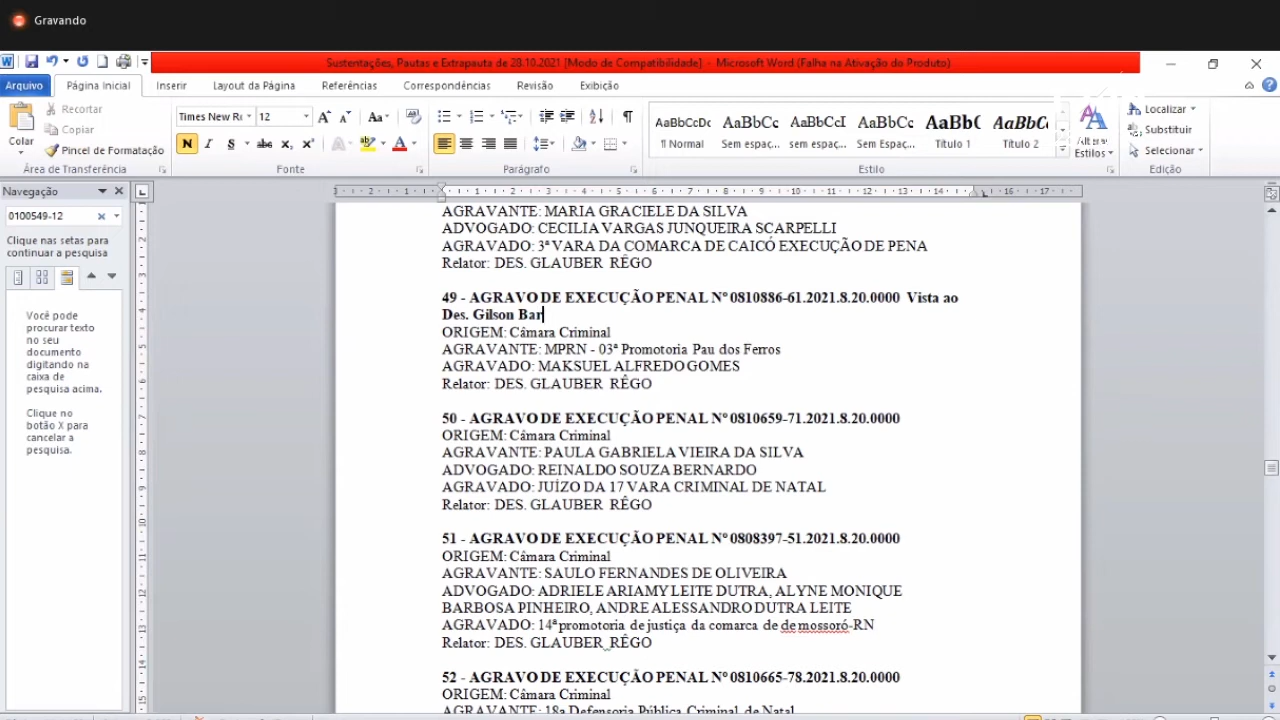 Gravando
Sustentações, Pautas e Extrapauta de 28.10.2021 [Modo de Compatibilidade] - Microsoft Word (Falha na Ativação do Produto)
Arquivo Página Inicial Inserir Layout da Página Referências Correspondências Revisão Exibição
Colar
Recortar
Copiar
Pincel de Formatação
Área de Transferência
Times New Ro 12
N I S abc x₂ x²
Fonte
Parágrafo
AaBbCcDc AaBbCc AaBbCcI AaBbCc AaBbC AaBbCc
¶ Normal Sem espaç... sem espaç... Sem Espaç... Título 1 Título 2
Alterar
Estilos
Estilo
Localizar
Substituir
Selecionar
Edição
Navegação
0100549-12
Clique nas setas para
continuar a pesquisa
Você pode
procurar texto
no seu
documento
digitando na
caixa de
pesquisa acima.
Clique no
botão X para
cancelar a
pesquisa.
AGRAVANTE: MARIA GRACIELE DA SILVA
ADVOGADO: CECILIA VARGAS JUNQUEIRA SCARPELLI
AGRAVADO: 3ª VARA DA COMARCA DE CAICÓ EXECUÇÃO DE PENA
Relator: DES. GLAUBER RÊGO
49 - AGRAVO DE EXECUÇÃO PENAL Nº 0810886-61.2021.8.20.0000 Vista ao
Des. Gilson Bar
ORIGEM: Câmara Criminal
AGRAVANTE: MPRN - 03ª Promotoria Pau dos Ferros
AGRAVADO: MAKSUEL ALFREDO GOMES
Relator: DES. GLAUBER RÊGO
50 - AGRAVO DE EXECUÇÃO PENAL Nº 0810659-71.2021.8.20.0000
ORIGEM: Câmara Criminal
AGRAVANTE: PAULA GABRIELA VIEIRA DA SILVA
ADVOGADO: REINALDO SOUZA BERNARDO
AGRAVADO: JUÍZO DA 17 VARA CRIMINAL DE NATAL
Relator: DES. GLAUBER RÊGO
51 - AGRAVO DE EXECUÇÃO PENAL Nº 0808397-51.2021.8.20.0000
ORIGEM: Câmara Criminal
AGRAVANTE: SAULO FERNANDES DE OLIVEIRA
ADVOGADO: ADRIELE ARIAMY LEITE DUTRA, ALYNE MONIQUE
BARBOSA PINHEIRO, ANDRE ALESSANDRO DUTRA LEITE
AGRAVADO: 14ª promotoria de justiça da comarca de de mossoró-RN
Relator: DES. GLAUBER RÊGO
52 - AGRAVO DE EXECUÇÃO PENAL Nº 0810665-78.2021.8.20.0000
ORIGEM: Câmara Criminal
AGRAVANTE: 18a Defensoria Pública Criminal de Natal